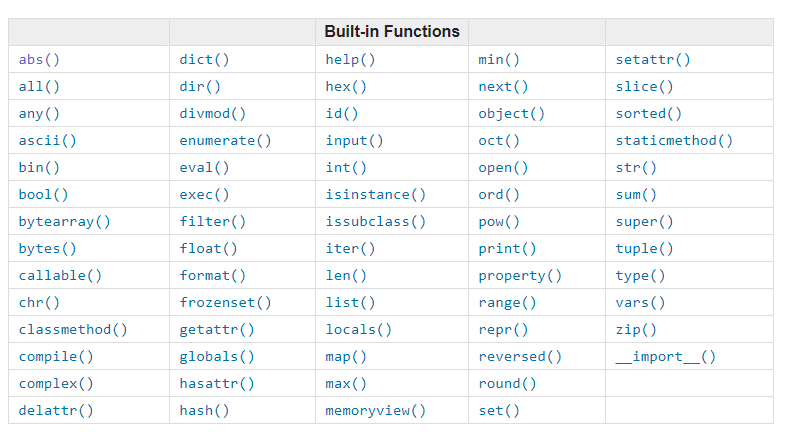 Built-in Functions
abs() dict() help() min() setattr()
all() dir() hex() next() slice()
any() divmod() id() object() sorted()
ascii() enumerate() input() oct() staticmethod()
bin() eval() int() open() str()
bool() exec() isinstance() ord() sum()
bytearray() filter() issubclass() pow() super()
bytes() float() iter() print() tuple()
callable() format() len() property() type()
chr() frozenset() list() range() vars()
classmethod() getattr() locals() repr() zip()
compile() globals() map() reversed() __import__()
complex() hasattr() max() round()
delattr() hash() memoryview() set()